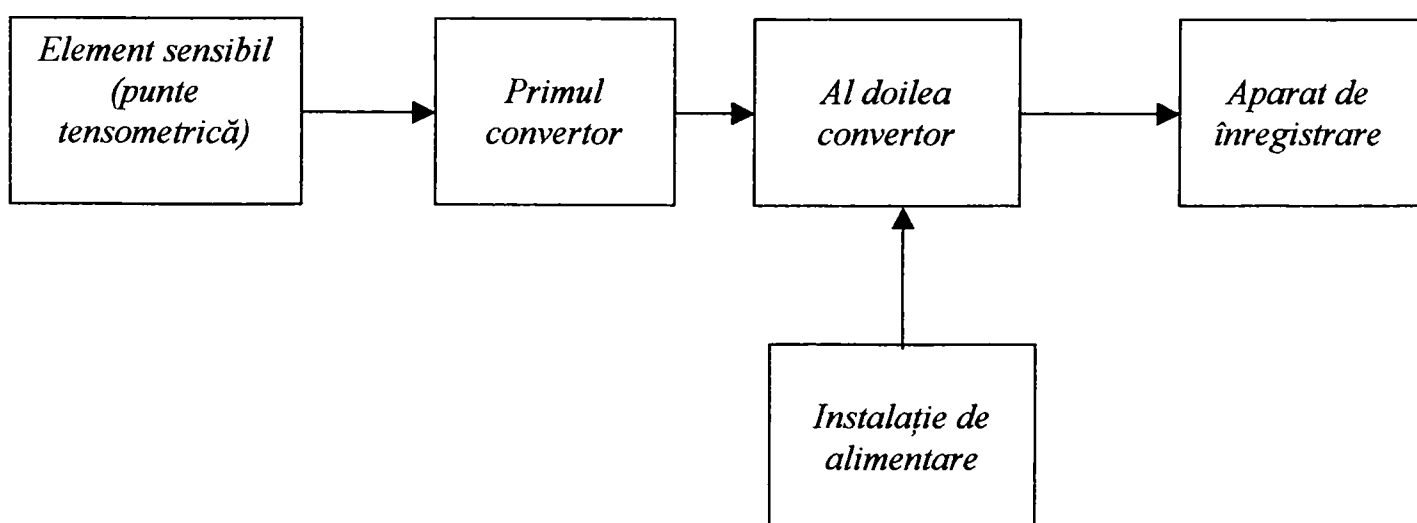 Element sensibil
(punte
tensometrică)
Primul
convertor
Al doilea
convertor
Aparat de
înregistrare
Instalație de
alimentare